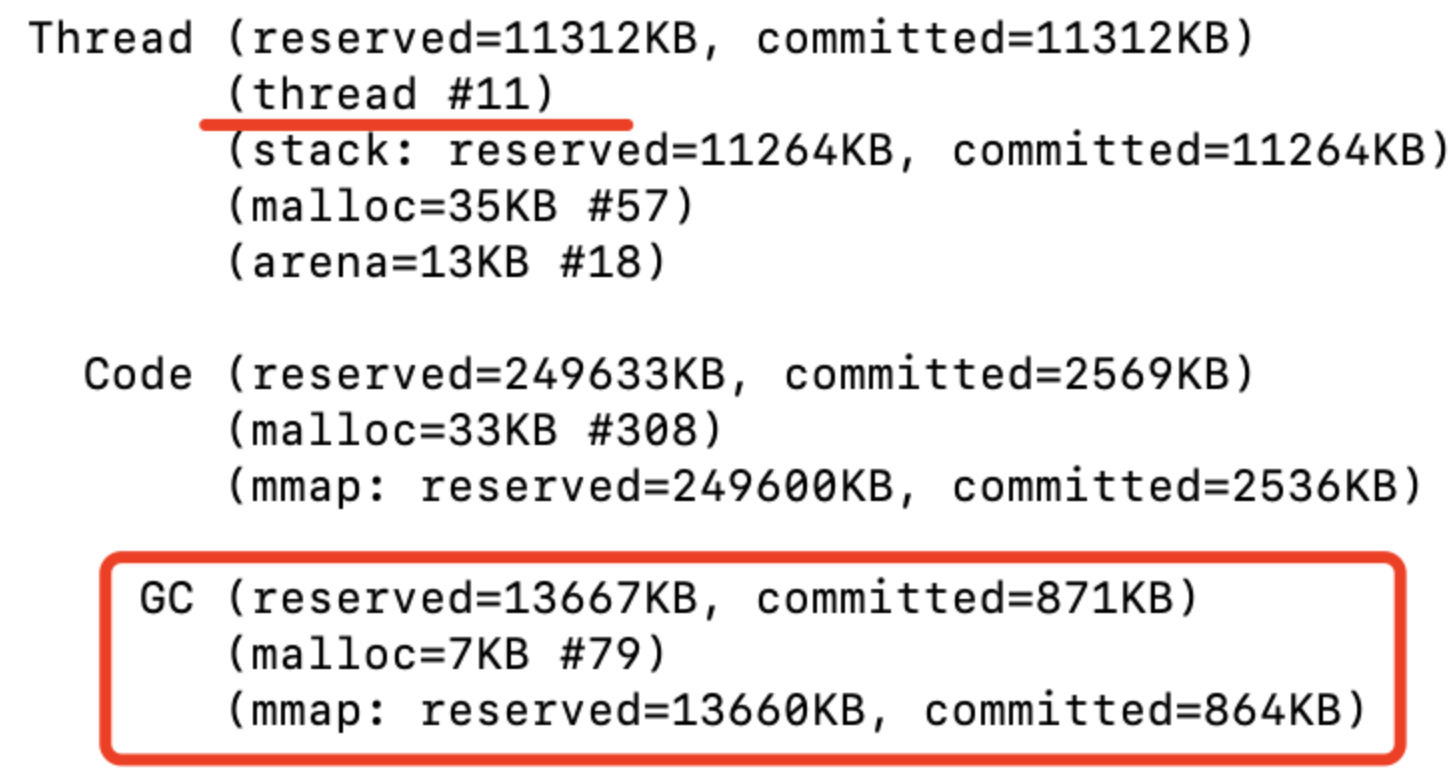 Thread (reserved=11312KB, committed=11312KB)
(thread #11)
(stack: reserved=11264KB, committed=11264KB)
(malloc=35KB #57)
(arena=13KB #18)
Code (reserved=249633KB, committed=2569KB)
(malloc=33KB #308)
(mmap: reserved=249600KB, committed=2536KB)
GC (reserved=13667KB, committed=871KB)
(malloc=7KB #79)
(mmap: reserved=13660KB, committed=864KB)